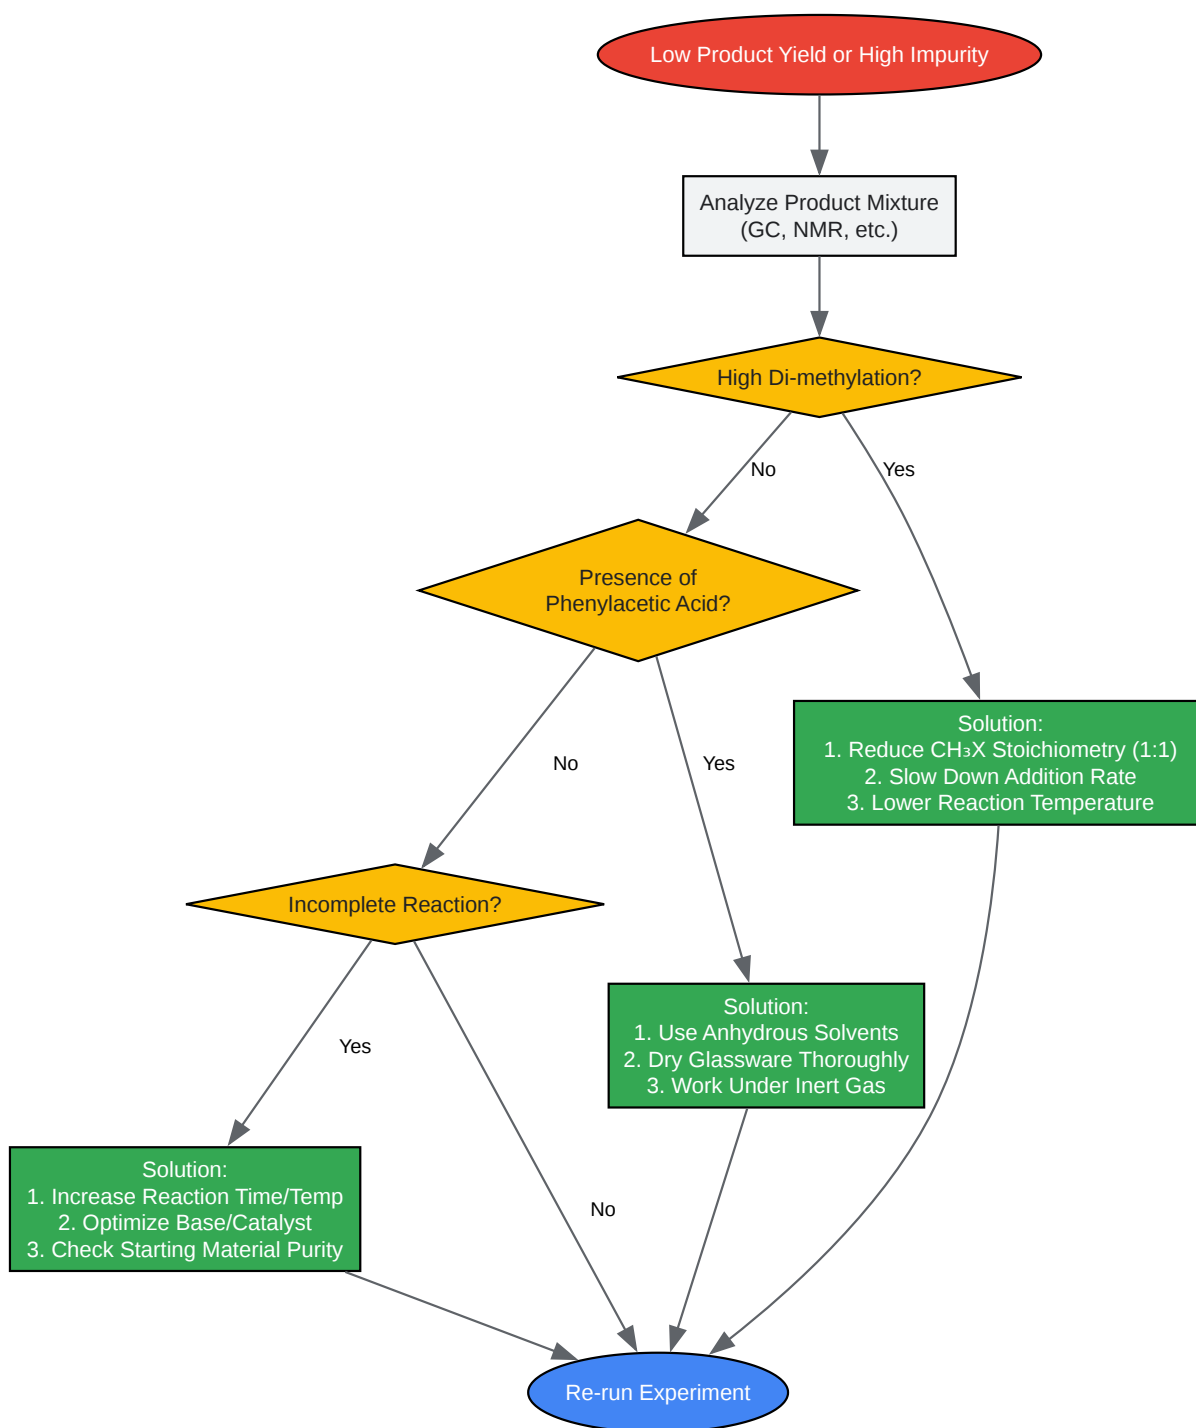 Low Product Yield or High Impurity
Analyze Product Mixture
(GC, NMR, etc.)
High Di-methylation?
No
Yes
Presence of
Phenylacetic Acid?
Solution:
1. Reduce CH₃X Stoichiometry (1:1)
2. Slow Down Addition Rate
3. Lower Reaction Temperature
No
Yes
Incomplete Reaction?
Solution:
1. Use Anhydrous Solvents
2. Dry Glassware Thoroughly
3. Work Under Inert Gas
Yes
Solution:
1. Increase Reaction Time/Temp
2. Optimize Base/Catalyst
3. Check Starting Material Purity
No
Re-run Experiment